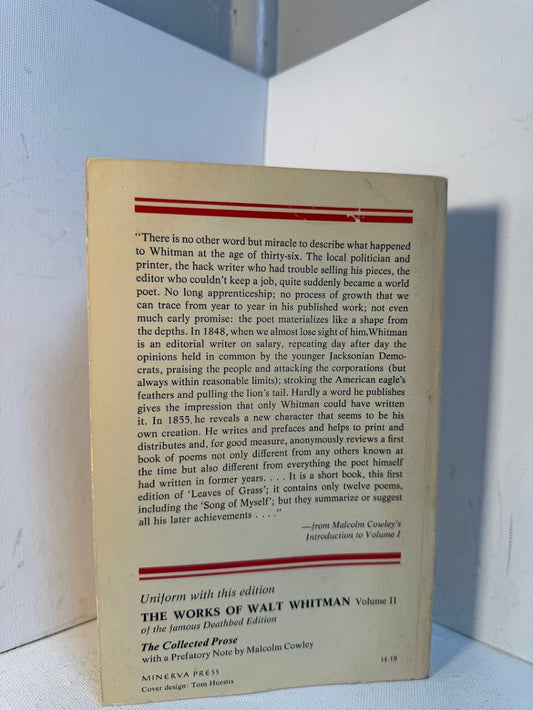 "There is no other word but miracle to describe what happened
to Whitman at the age of thirty-six. The local politician and
printer, the hack writer who had trouble selling his pieces, the
editor who couldn't keep a job, quite suddenly became a world
poet. No long apprenticeship; no process of growth that we
can trace from year to year in his published work; not even
much early promise: the poet materializes like a shape from
the depths. In 1848, when we almost lose sight of him, Whitman
is an editorial writer on salary, repeating day after day the
opinions held in common by the younger Jacksonian Demo-
crats, praising the people and attacking the corporations (but
always within reasonable limits); stroking the American eagle's
feathers and pulling the lion's tail. Hardly a word he publishes
gives the impression that only Whitman could have written
it. In 1855, he reveals a new character that seems to be his
own creation. He writes and prefaces and helps to print and
distributes and, for good measure, anonymously reviews a first
book of poems not only different from any others known at
the time but also different from everything the poet himself
had written in former years. . . . It is a short book, this first
edition of 'Leaves of Grass'; it contains only twelve poems,
including the 'Song of Myself'; but they summarize or suggest
all his later achievements . . . ."
—from Malcolm Cowley's
Introduction to Volume I
Uniform with this edition
THE WORKS OF WALT WHITMAN Volume II
of the famous Deathbed Edition
The Collected Prose
with a Prefatory Note by Malcolm Cowley
MINERVA PRESS
Cover design: Tom Huestis
14-19